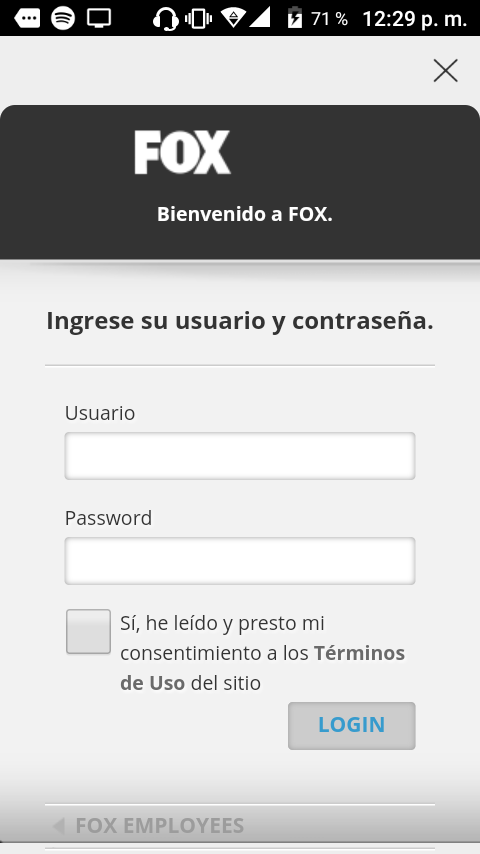 71 % 12:29 p. m.
FOX
Bienvenido a FOX.
Ingrese su usuario y contraseña.
Usuario
Password
Sí, he leído y presto mi
consentimiento a los Términos
de Uso del sitio
LOGIN
FOX EMPLOYEES